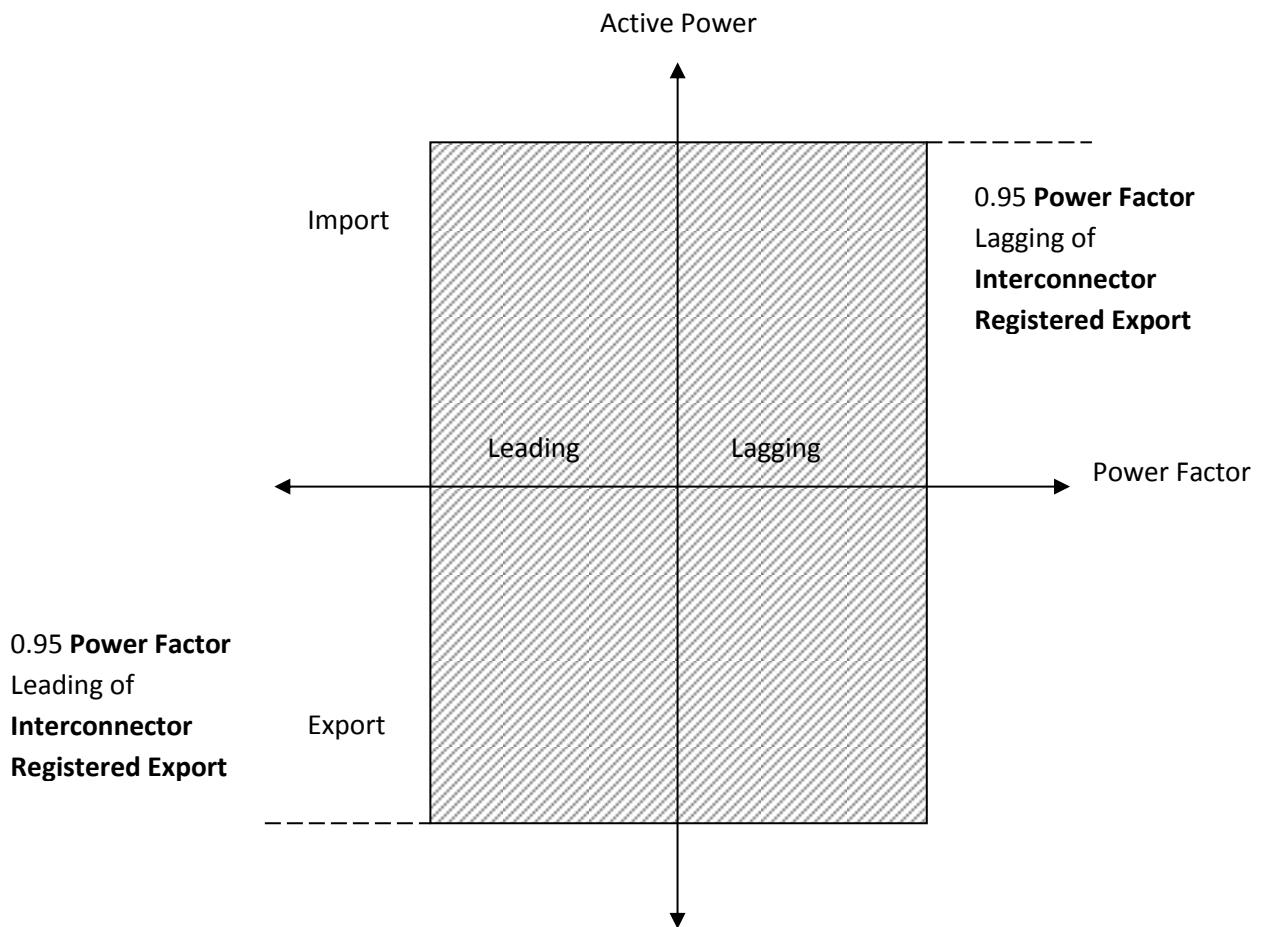 Active Power
Import
0.95 Power Factor
Lagging of
Interconnector
Registered Export
Leading
Lagging
Power Factor
0.95 Power Factor
Leading of
Interconnector
Registered Export
Export